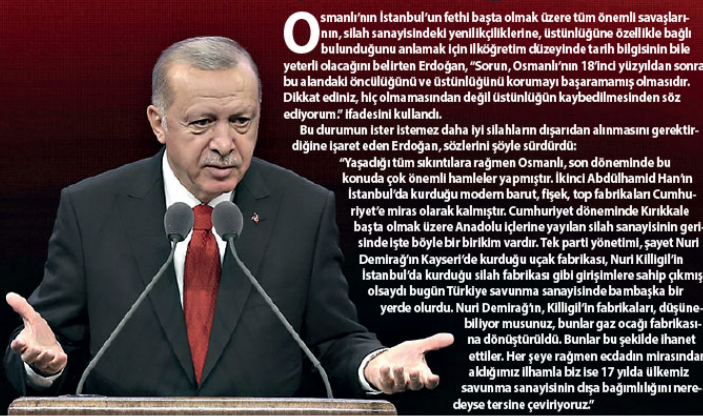 Osmanlı'nın İstanbul'un fethi başta olmak üzere tüm önemli savaşları-
nın, silah sanayisindeki yenilikçiliklerine, üstünlüğüne özellikle bağlı
bulunduğunu anlamak için ilköğretim düzeyinde tarih bilgisinin bile
yeterli olacağını belirten Erdoğan, "Sorun, Osmanlı'nın 18'inci yüzyıldan sonra
bu alandaki öncülüğünü ve üstünlüğünü korumayı başaramamış olmasıdır.
Dikkat ediniz, hiç olmamasından değil üstünlüğün kaybedilmesinden söz
ediyorum." ifadesini kullandı.
Bu durumun ister istemez daha iyi silahların dışarıdan alınmasını gerektir-
diğine işaret eden Erdoğan, sözlerini şöyle sürdürdü:
"Yaşadığı tüm sıkıntılara rağmen Osmanlı, son döneminde bu
konuda çok önemli hamleler yapmıştır. İkinci Abdülhamid Han'ın
İstanbul'da kurduğu modern barut, fişek, top fabrikaları Cumhu-
riyet'e miras olarak kalmıştır. Cumhuriyet döneminde Kırıkkale
başta olmak üzere Anadolu içlerine yayılan silah sanayisinin geri-
sinde işte böyle bir birikim vardır. Tek parti yönetimi, şayet Nuri
Demirağ'ın Kayseri'de kurduğu uçak fabrikası, Nuri Killigil'in
İstanbul'da kurduğu silah fabrikası gibi girişimlere sahip çıkmış
olsaydı bugün Türkiye savunma sanayisinde bambaşka bir
yerde olurdu. Nuri Demirağ'ın, Killigil'in fabrikaları, düşüne-
biliyor musunuz, bunlar gaz ocağı fabrikası-
na dönüştürüldü. Bunlar bu şekilde ihanet
ettiler. Her şeye rağmen ecdadın mirasından
aldığımız ilhamla biz ise 17 yılda ülkemiz
savunma sanayisinin dışa bağımlılığını nere-
deyse tersine çeviriyoruz."